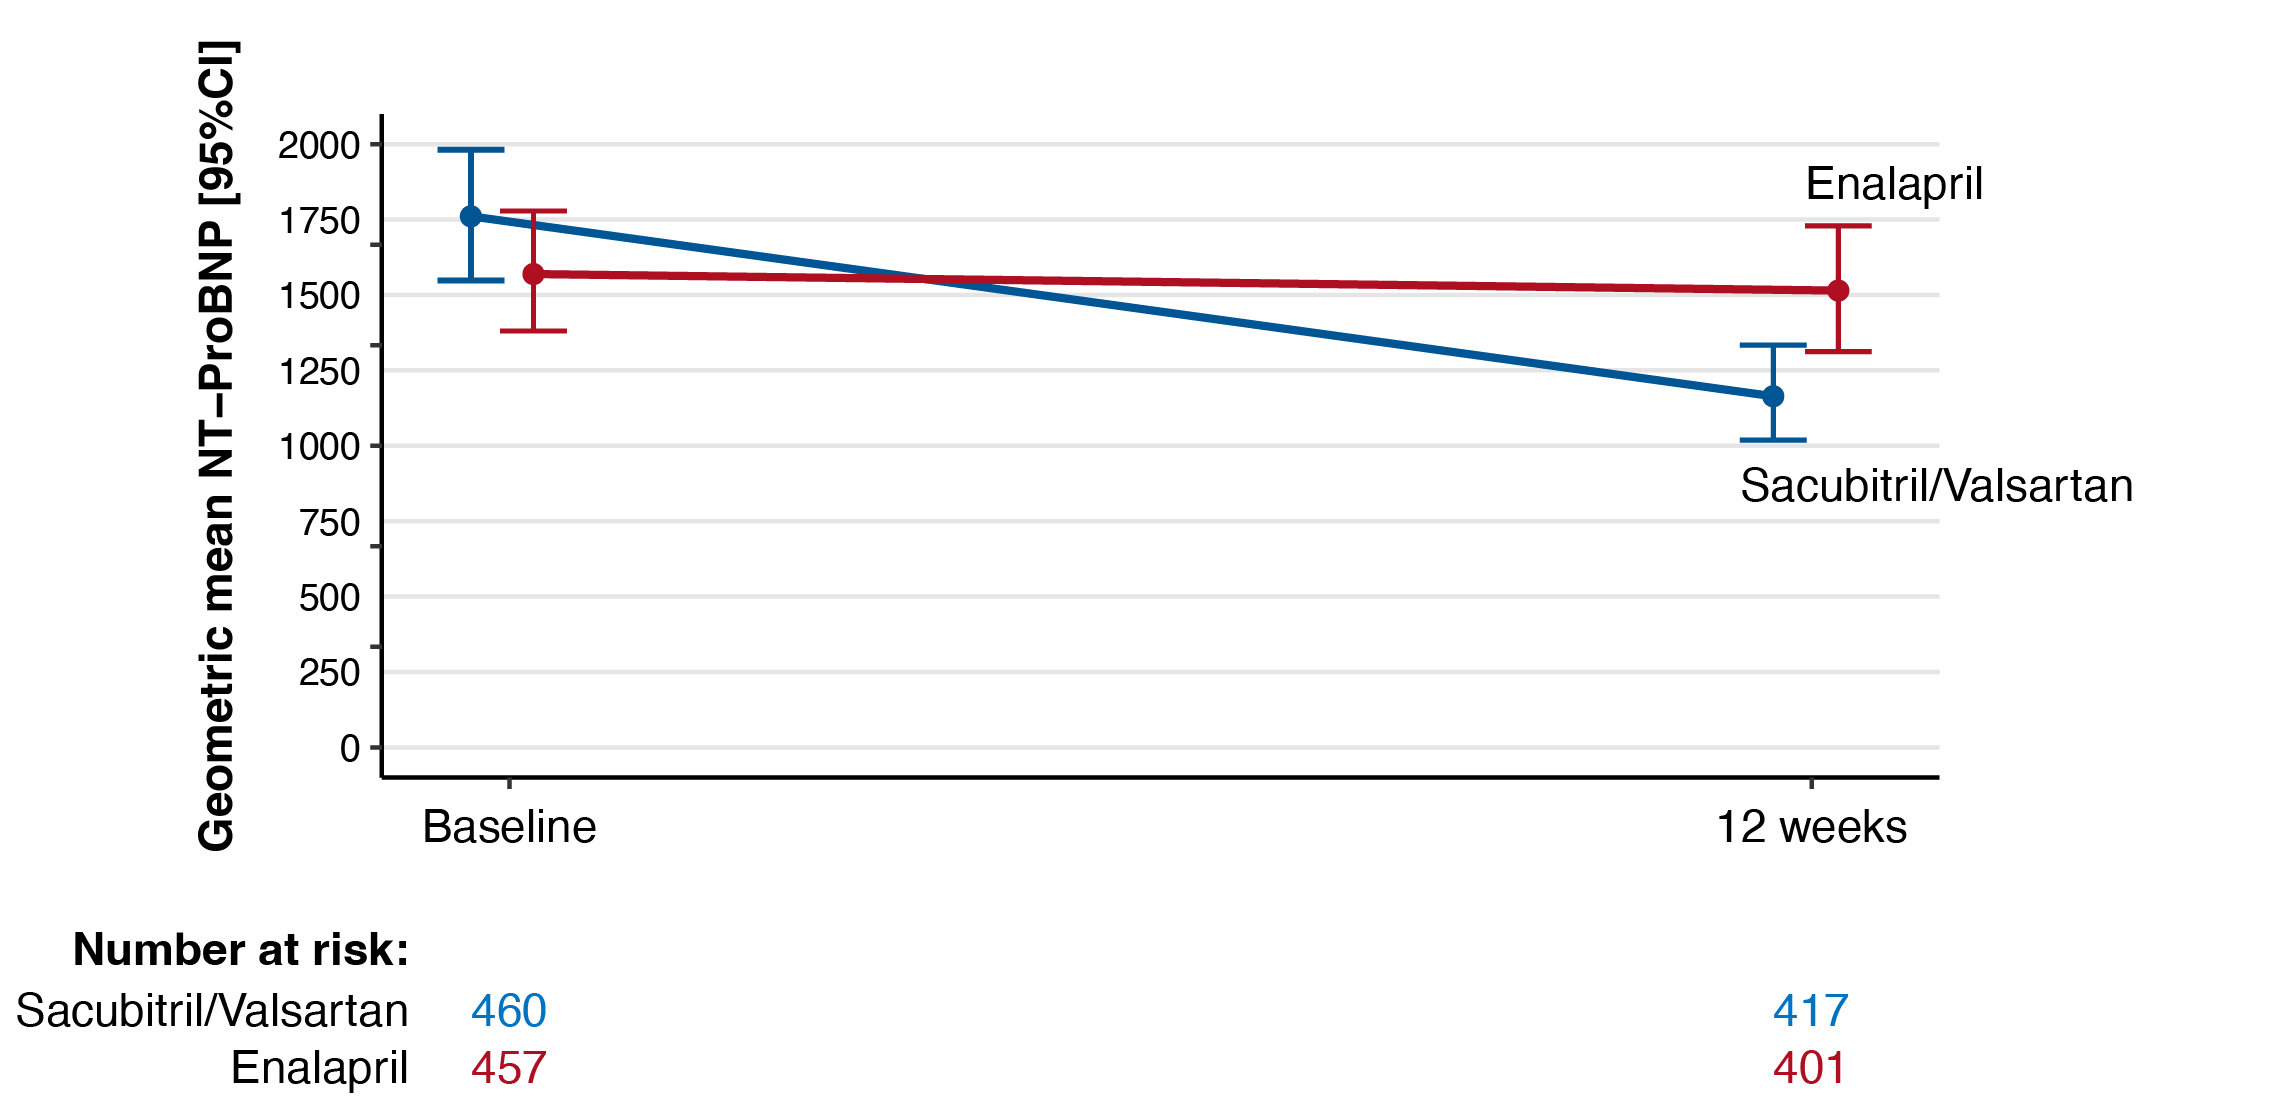 Geometric mean NT−ProBNP [95%CI]
2000
1750
1500
1250
1000
750
500
250
0
Enalapril
Sacubitril/Valsartan
Baseline 12 weeks
Number at risk:
Sacubitril/Valsartan 460 417
Enalapril 457 401